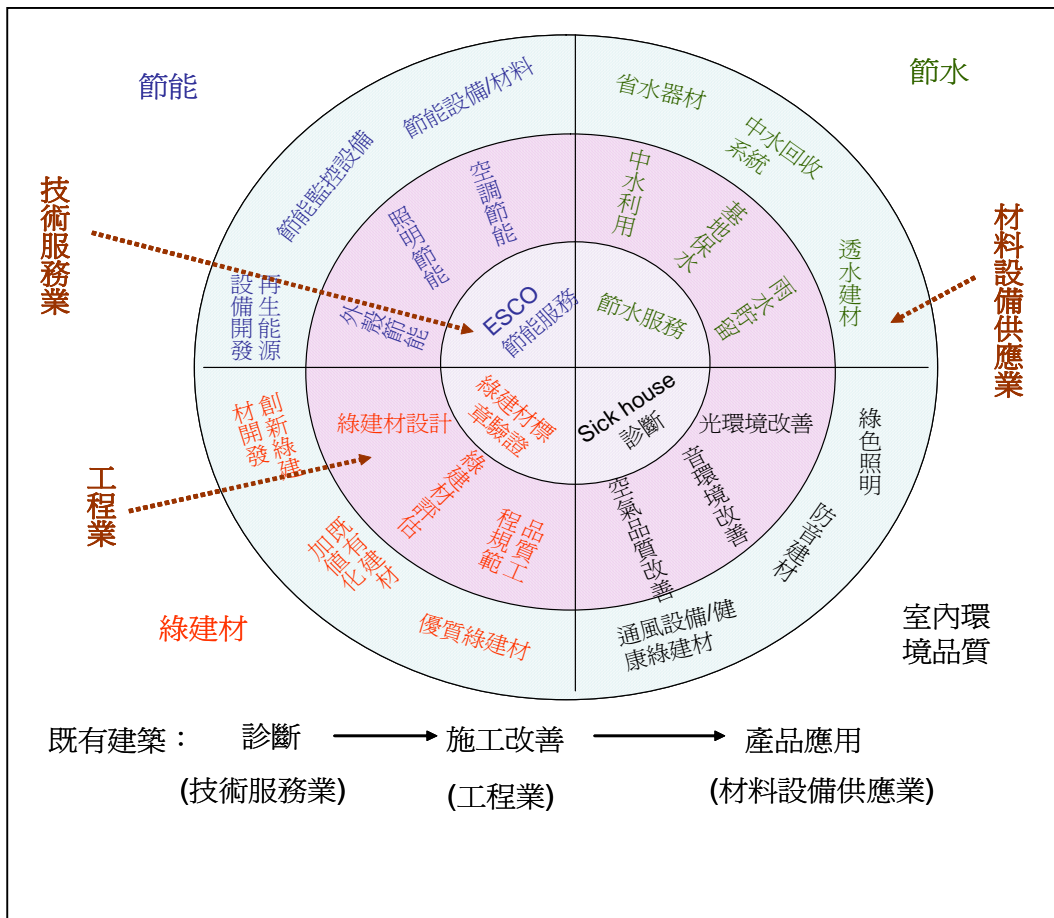 節能
節水
節能設備/材料
節能監控設備
再生能源
設備開發
省水器材
中水回收
系統
透水建材
技術服務業
材料設備供應業
工程業
空調節能
照明節能
外殼節能
中水利用
基地保水
雨水貯留
ESCO
節能服務
節水服務
綠建材標
章驗證
Sick house
診斷
綠建材設計
綠建材評估
品質工
程規範
光環境改善
音環境改善
空氣品質改善
創新綠建
材開發
既有建材
加值化
優質綠建材
綠色照明
防音建材
通風設備/健
康綠建材
綠建材
室內環
境品質
既有建築： 診斷 施工改善 產品應用
(技術服務業) (工程業) (材料設備供應業)